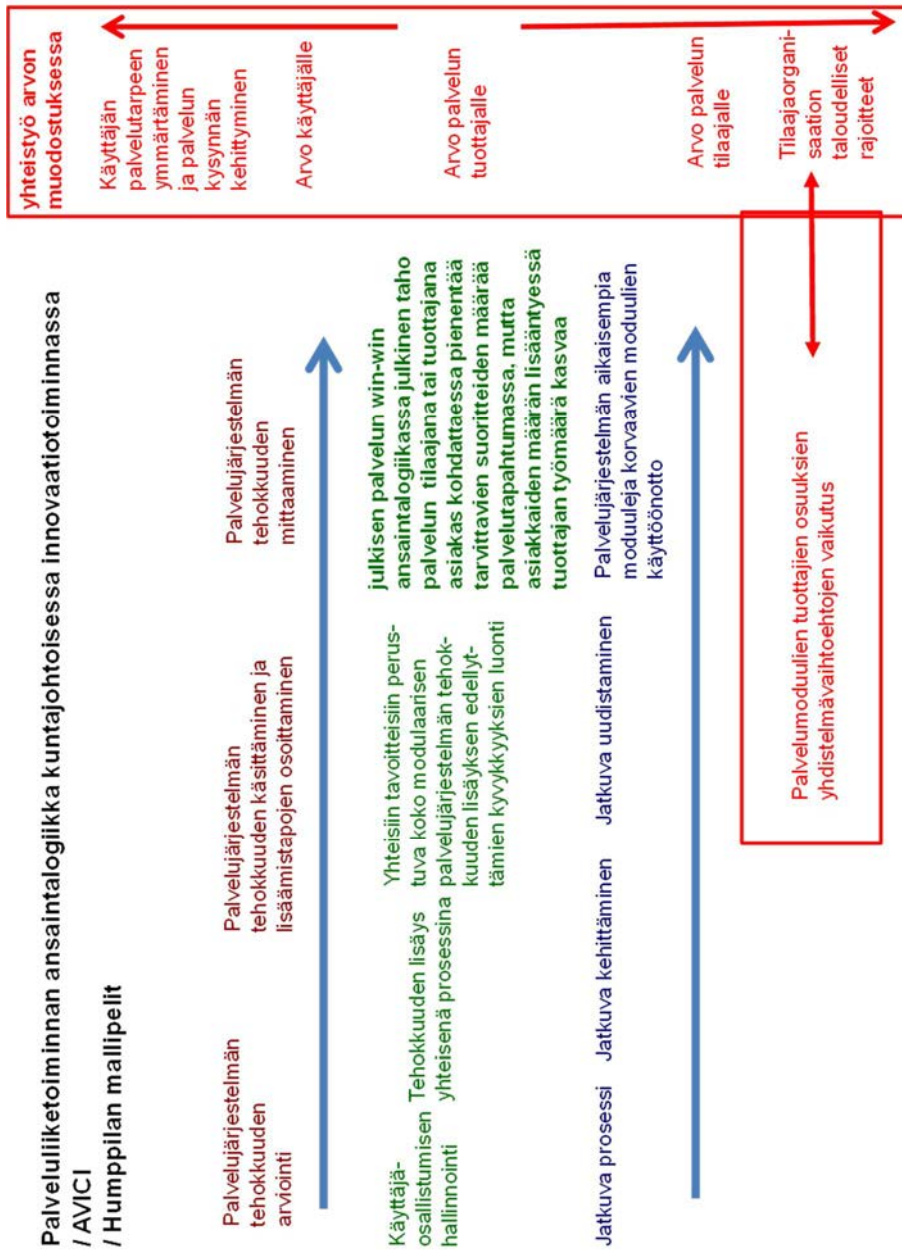 Palveluliiketoiminnan ansaintalogiikka kuntajohtoisessa innovaatiotoiminnassa
/ AVICI
/ Humppilan mallipelit
Palvelujärjestelmän
tehokkuuden
arviointi
Palvelujärjestelmän
tehokkuuden käsittäminen ja
lisäämistapojen osoittaminen
Palvelujärjestelmän
tehokkuuden
mittaaminen
Käyttäjä-
osallistumisen
hallinnointi
Tehokkuuden lisäys
yhteisenä prosessina
Yhteisiin tavoitteisiin perus-
tuva koko modulaarisen
palvelujärjestelmän tehok-
kuuden lisäyksen edellyt-
tämien kyvykkyyksien luonti
julkisen palvelun win-win
ansaintalogiikassa julkinen taho
palvelun tilaajana tai tuottajana
asiakas kohdattaessa pienentää
tarvittavien suoritteiden määrää
palvelutapahtumassa, mutta
asiakkaiden määrän lisääntyessä
tuottajan työmäärä kasvaa
Jatkuva prosessi
Jatkuva kehittäminen
Jatkuva uudistaminen
Palvelujärjestelmän aikaisempia
moduuleja korvaavien moduulien
käyttöönotto
Palvelumoduulien tuottajien osuuksien
yhdistelmävaihtoehtojen vaikutus
yhteistyö arvon
muodostuksessa
Käyttäjän
palvelutarpeen
ymmärtäminen
ja palvelun
kysynnän
kehittyminen
Arvo käyttäjälle
Arvo palvelun
tuottajalle
Arvo palvelun
tilaajalle
Tilaajaorgani-
saation
taloudelliset
rajoitteet